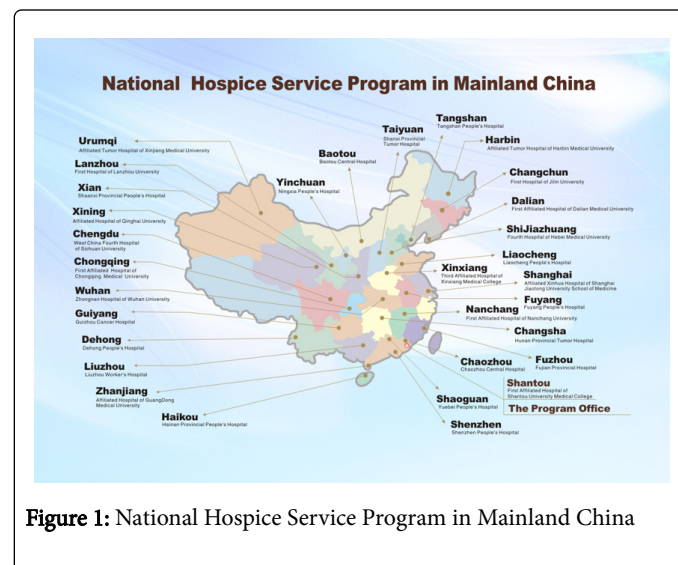 National Hospice Service Program in Mainland China
Tangshan
Tangshan People's Hospital
Taiyuan
Shanxi Provincial People's
Tumor Hospital
Harbin
Affiliated Tumor Hospital of Harbin Medical University
Urumqi
Affiliated Tumor Hospital of Xinjiang Medical University
Baotou
Baotou Central Hospital
Lanzhou
First Hospital of Lanzhou University
Changchun
First Hospital of Jilin University
Yinchuan
Ningxia People's Hospital
Xian
Shaanxi Provincial People's Hospital
Dalian
First Affiliated Hospital of Dalian Medical University
Xining
Affiliated Hospital of Qinghai University
ShiJiazhuang
Fourth Hospital of Hebei Medical University
Chengdu
West China Fourth Hospital
of Sichuan University
Liaocheng
Liaocheng People's Hospital
Chongqing
First Affiliated Hospital of
Chongqing Medical University
Xinxiang
Third Affiliated Hospital of
Xinxiang Medical College
Shanghai
Affiliated Xinhua Hospital of Shanghai
Jiaotong University School of Medicine
Wuhan
Zhongnan Hospital of Wuhan University
Fuyang
Fuyang People's Hospital
Nanchang
First Affiliated Hospital of Nanchang University
Guiyang
Guizhou Cancer Hospital
Changsha
Hunan Provincial Tumor Hospital
Dehong
Dehong People's Hospital
Chaozhou
Chaozhou Central Hospital
Fuzhou
Fujian Provincial Hospital
Liuzhou
Liuzhou Worker's Hospital
Shantou
First Affiliated Hospital of
Shantou University Medical College
Zhanjiang
Affiliated Hospital of GuangDong
Medical University
Shaoguan
Yuebei People's Hospital
The Program Office
Haikou
Hainan Provincial People's Hospital
Shenzhen
Shenzhen People's Hospital
Figure 1: National Hospice Service Program in Mainland China